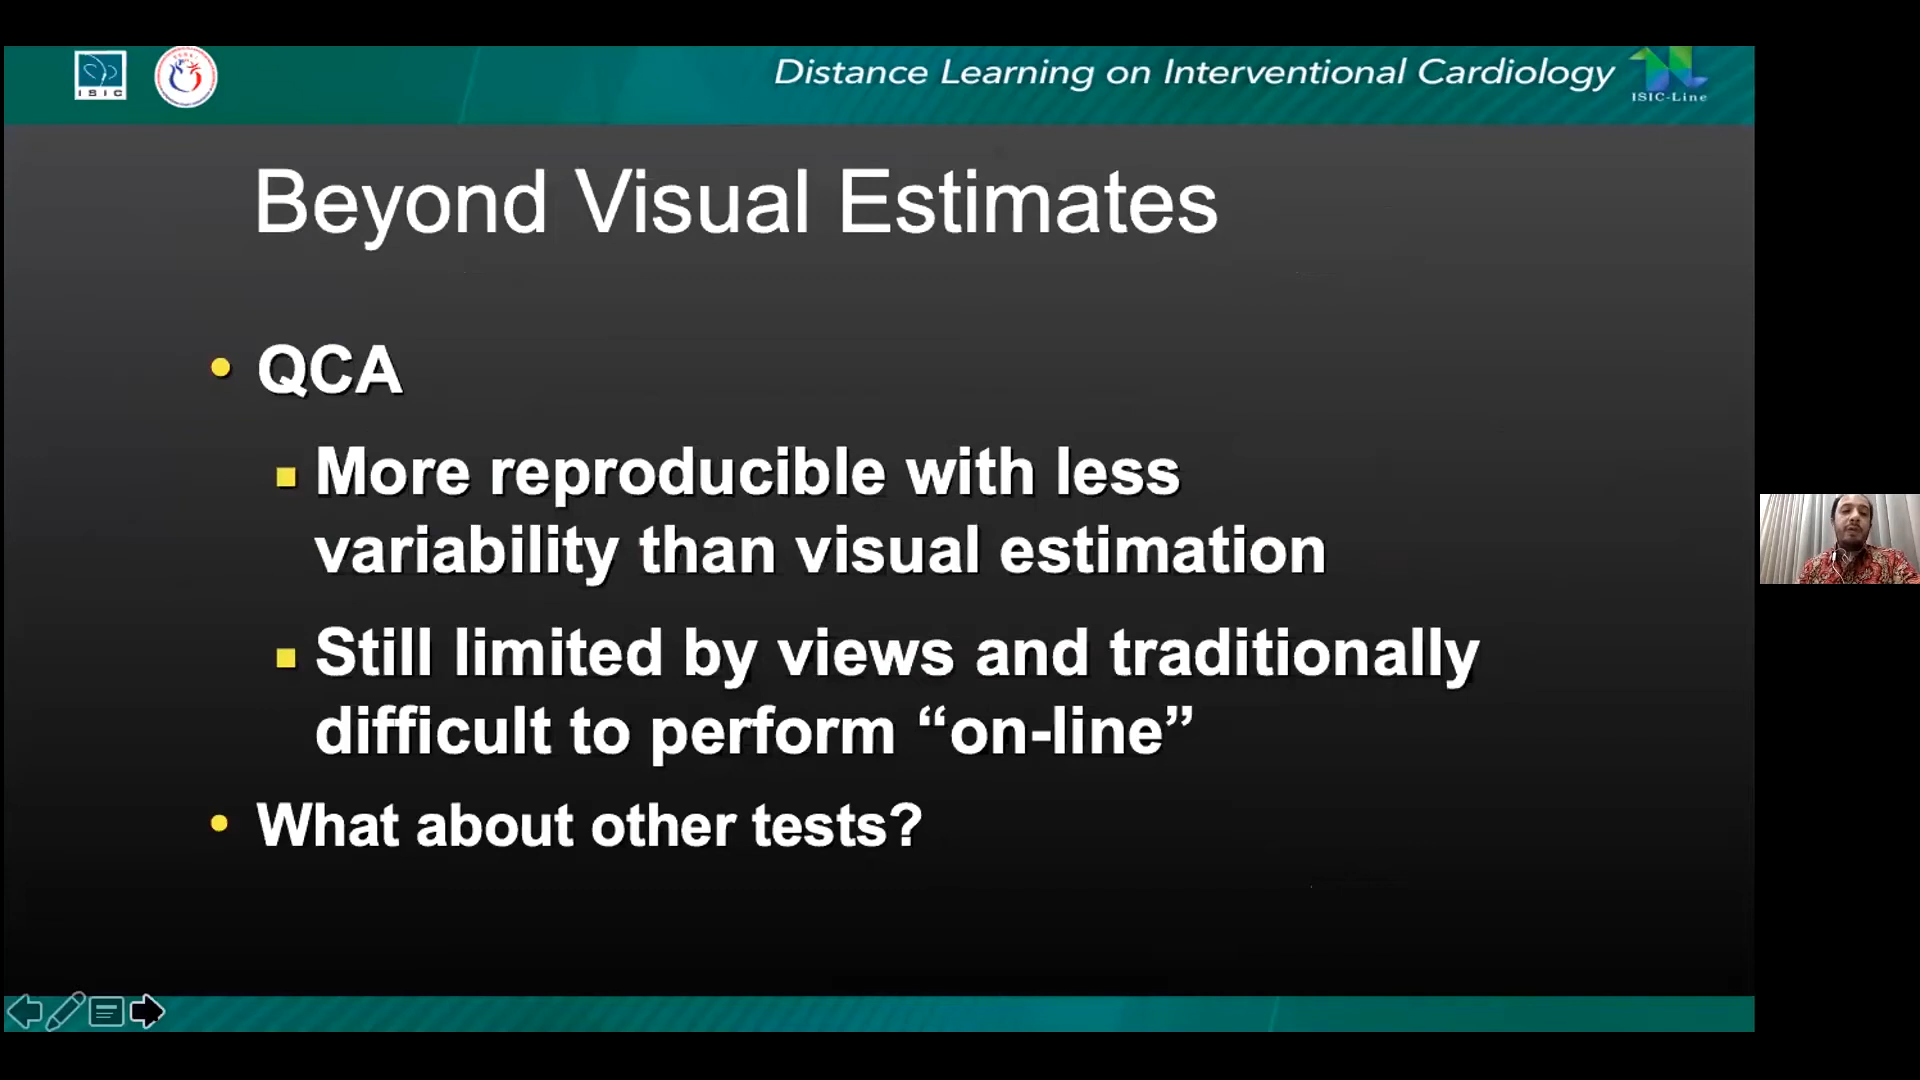 ISIC
Distance Learning on Interventional Cardiology
ISIC-Line
Beyond Visual Estimates
• QCA
▪ More reproducible with less
variability than visual estimation
▪ Still limited by views and traditionally
difficult to perform “on-line”
• What about other tests?